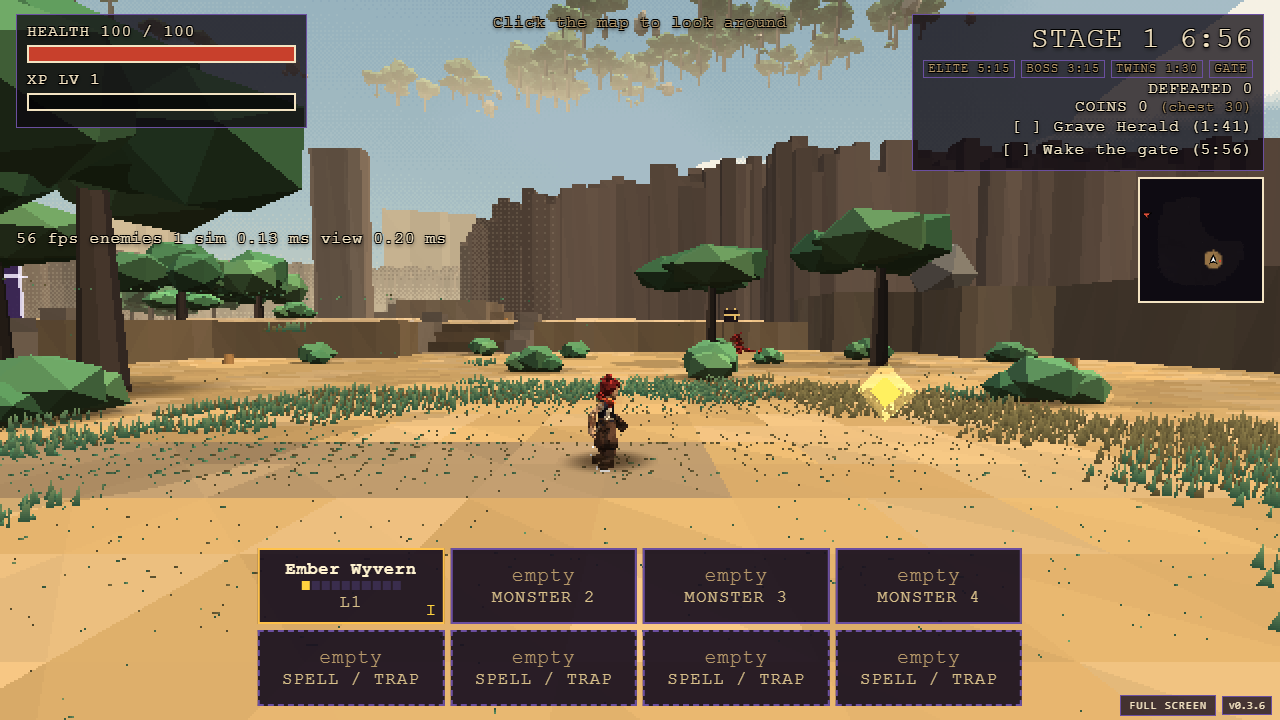 HEALTH 100 / 100
XP LV 1
Click the map to look around
STAGE 1 6:56
ELITE 5:15 BOSS 3:15 TWINS 1:30 GATE
DEFEATED 0
COINS 0 (chest 30)
[ ] Grave Herald (1:41)
[ ] Wake the gate (5:56)
56 fps enemies 1 sim 0.13 ms view 0.20 ms
Ember Wyvern
L1
I
empty
MONSTER 2
empty
MONSTER 3
empty
MONSTER 4
empty
SPELL / TRAP
empty
SPELL / TRAP
empty
SPELL / TRAP
empty
SPELL / TRAP
FULL SCREEN
v0.3.6